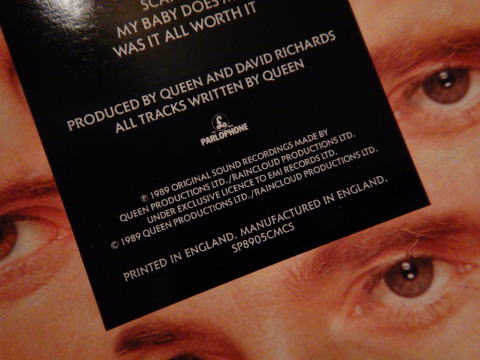 SCA
MY BABY DOES
WAS IT ALL WORTH IT
PRODUCED BY QUEEN AND DAVID RICHARDS
ALL TRACKS WRITTEN BY QUEEN
PARLOPHONE
℗ 1989 ORIGINAL SOUND RECORDINGS MADE BY
QUEEN PRODUCTIONS LTD./RAINCLOUD PRODUCTIONS LTD.
UNDER EXCLUSIVE LICENCE TO EMI RECORDS LTD.
© 1989 QUEEN PRODUCTIONS LTD./RAINCLOUD PRODUCTIONS LTD.
PRINTED IN ENGLAND. MANUFACTURED IN ENGLAND.
SP8905CMCS